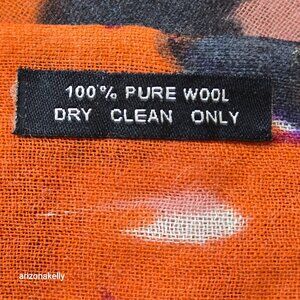 100% PURE WOOL
DRY CLEAN ONLY
arizonakelly